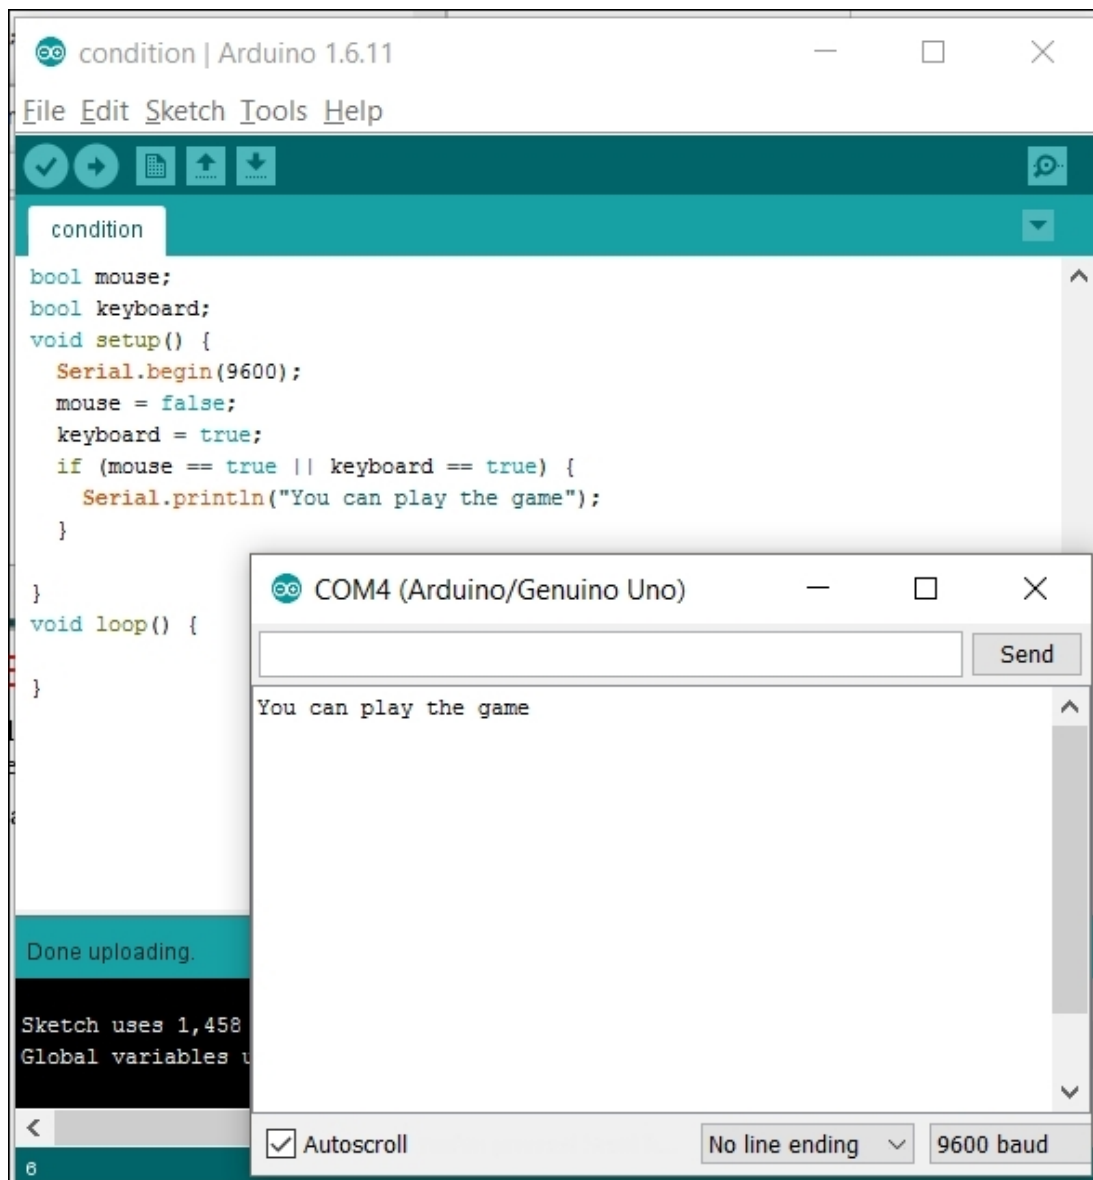 condition | Arduino 1.6.11
File Edit Sketch Tools Help
condition
bool mouse;
bool keyboard;
void setup() {
  Serial.begin(9600);
  mouse = false;
  keyboard = true;
  if (mouse == true || keyboard == true) {
    Serial.println("You can play the game");
  }
}
void loop() {
}
COM4 (Arduino/Genuino Uno)
Send
You can play the game
Done uploading.
Sketch uses 1,458
Global variables
Autoscroll
No line ending
9600 baud
6